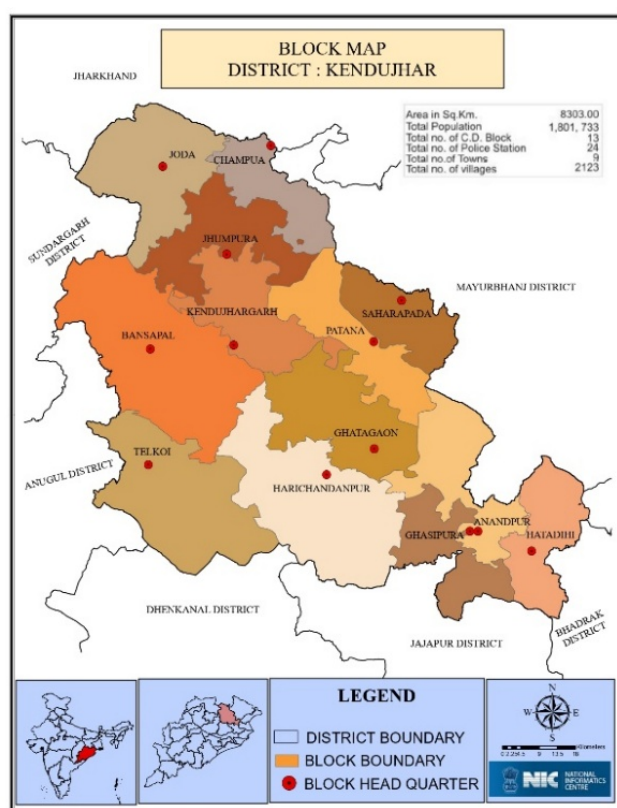 BLOCK MAP
DISTRICT : KENDUJHAR
JHARKHAND
Area in Sq.Km. 8303.00
Total Population 1,801, 733
Total no. of C.D. Block 13
Total no. of Police Station 24
Total no.of Towns 9
Total no. of villages 2123
JODA
CHAMPUA
SUNDARGARH
DISTRICT
JHUMPURA
MAYURBHANJ DISTRICT
SAHARAPADA
KENDUJHARGARH
PATANA
BANSAPAL
GHATAGAON
TELKOI
ANUGUL DISTRICT
HARICHANDANPUR
ANANDPUR
GHASIPURA
HATADIHI
DHENKANAL DISTRICT
JAJAPUR DISTRICT
BHADRAK
DISTRICT
LEGEND
DISTRICT BOUNDARY
BLOCK BOUNDARY
BLOCK HEAD QUARTER
N
W
E
S
NIC
NATIONAL
INFORMATICS
CENTRE